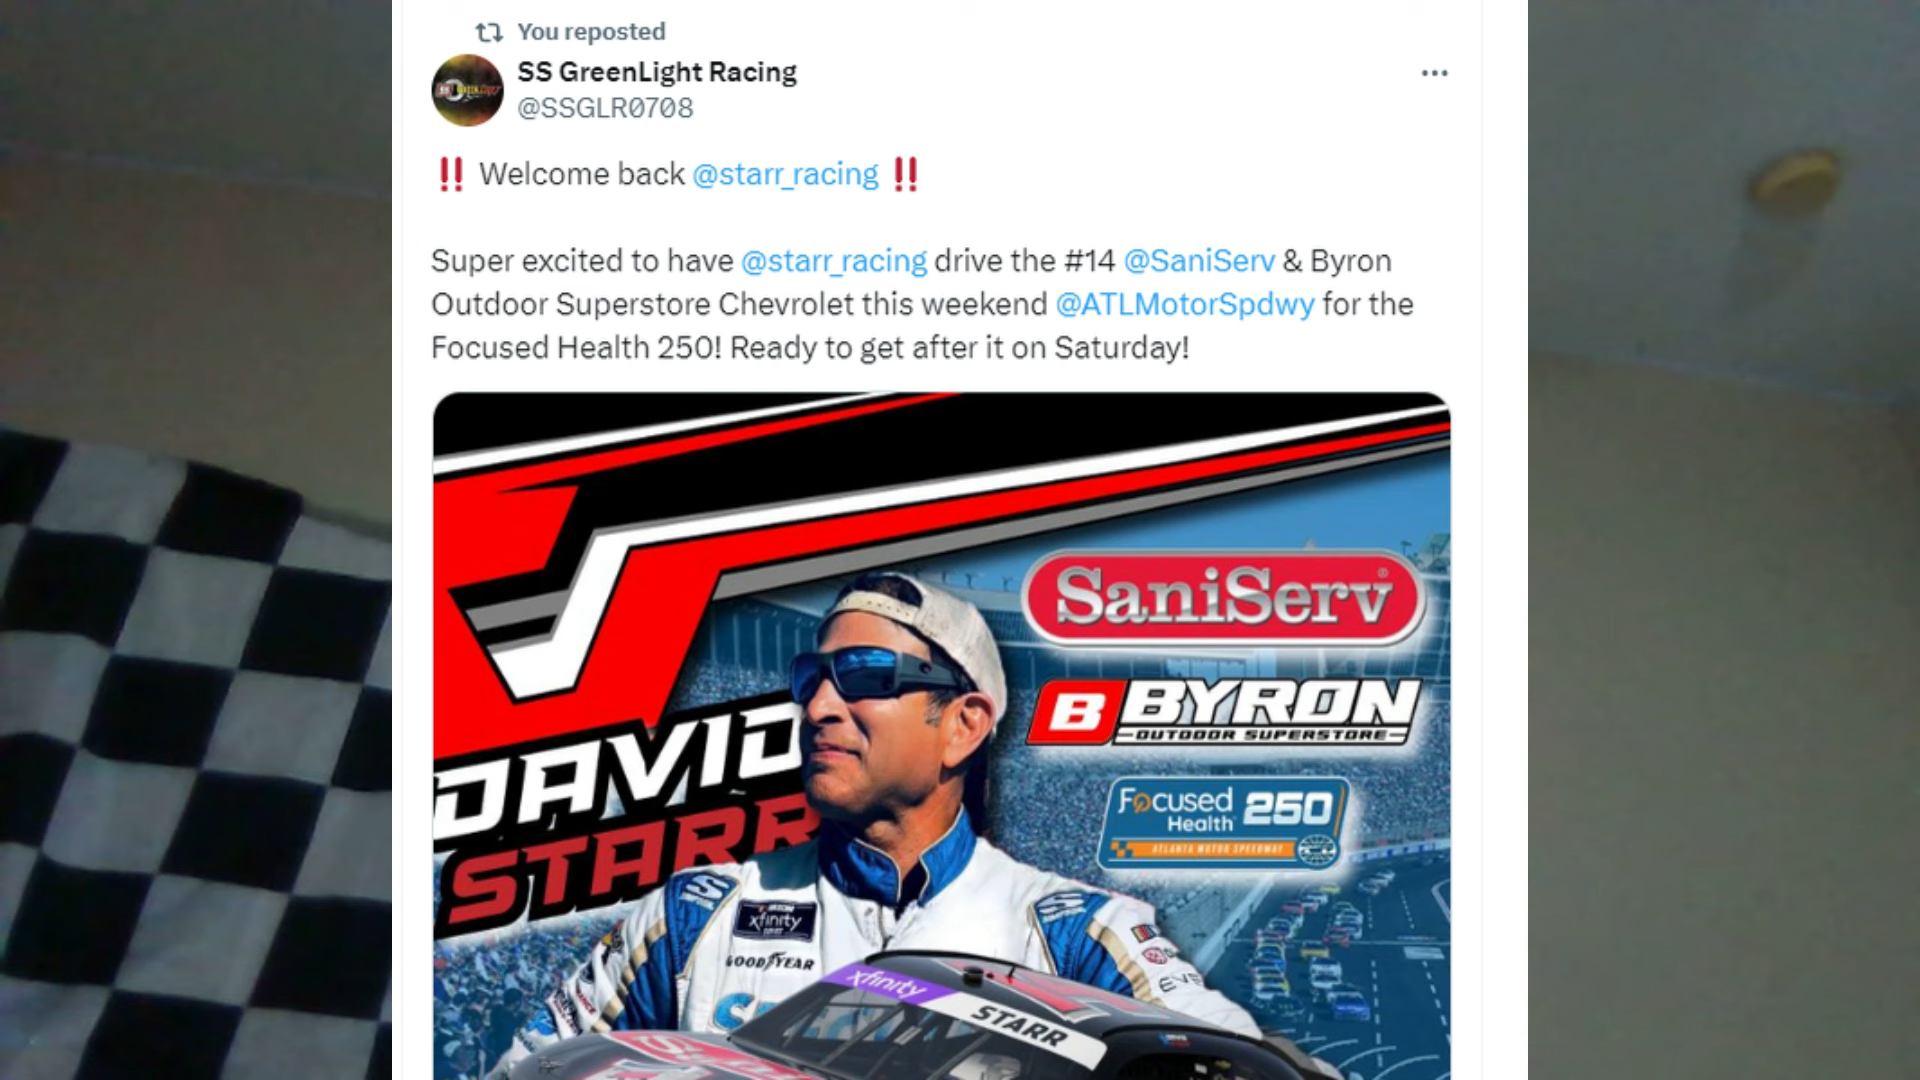 You reposted
SS GreenLight Racing
@SSGLR0708
‼ Welcome back @starr_racing ‼
Super excited to have @starr_racing drive the #14 @SaniServ & Byron
Outdoor Superstore Chevrolet this weekend @ATLMotorSpdwy for the
Focused Health 250! Ready to get after it on Saturday!
SaniServ®
B BYRON
OUTDOOR SUPERSTORE
DAVID
STARR
Focused
Health 250
ATLANTA MOTOR SPEEDWAY
xfinity
GOODYEAR
xfinity
STARR